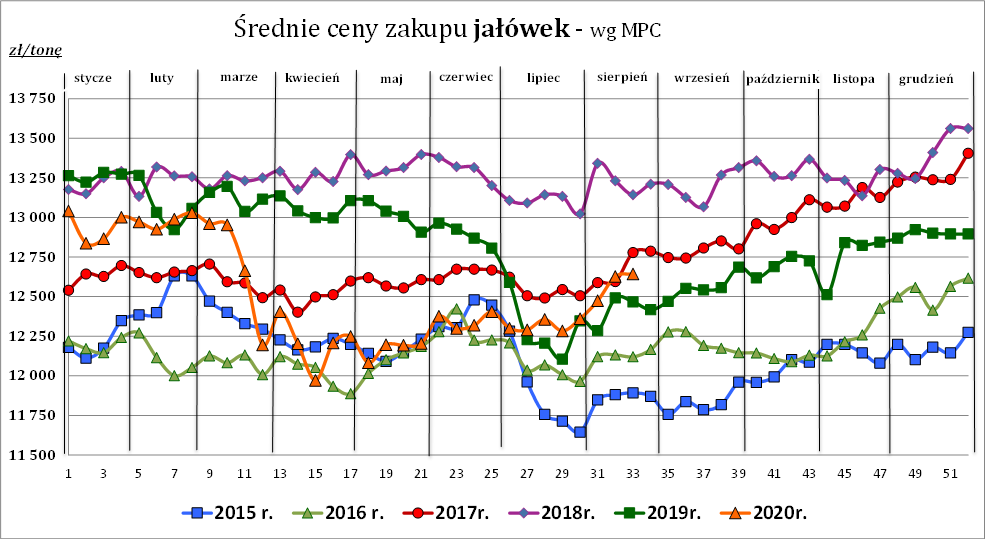 Średnie ceny zakupu jałówek - wg MPC
zł/tonę
stycze luty marze kwiecień maj czerwiec lipiec sierpień wrzesień październik listopa grudzień
13 750
13 500
13 250
13 000
12 750
12 500
12 250
12 000
11 750
11 500
1 3 5 7 9 11 13 15 17 19 21 23 25 27 29 31 33 35 37 39 41 43 45 47 49 51
2015 r. 2016 r. 2017r. 2018r. 2019r. 2020r.